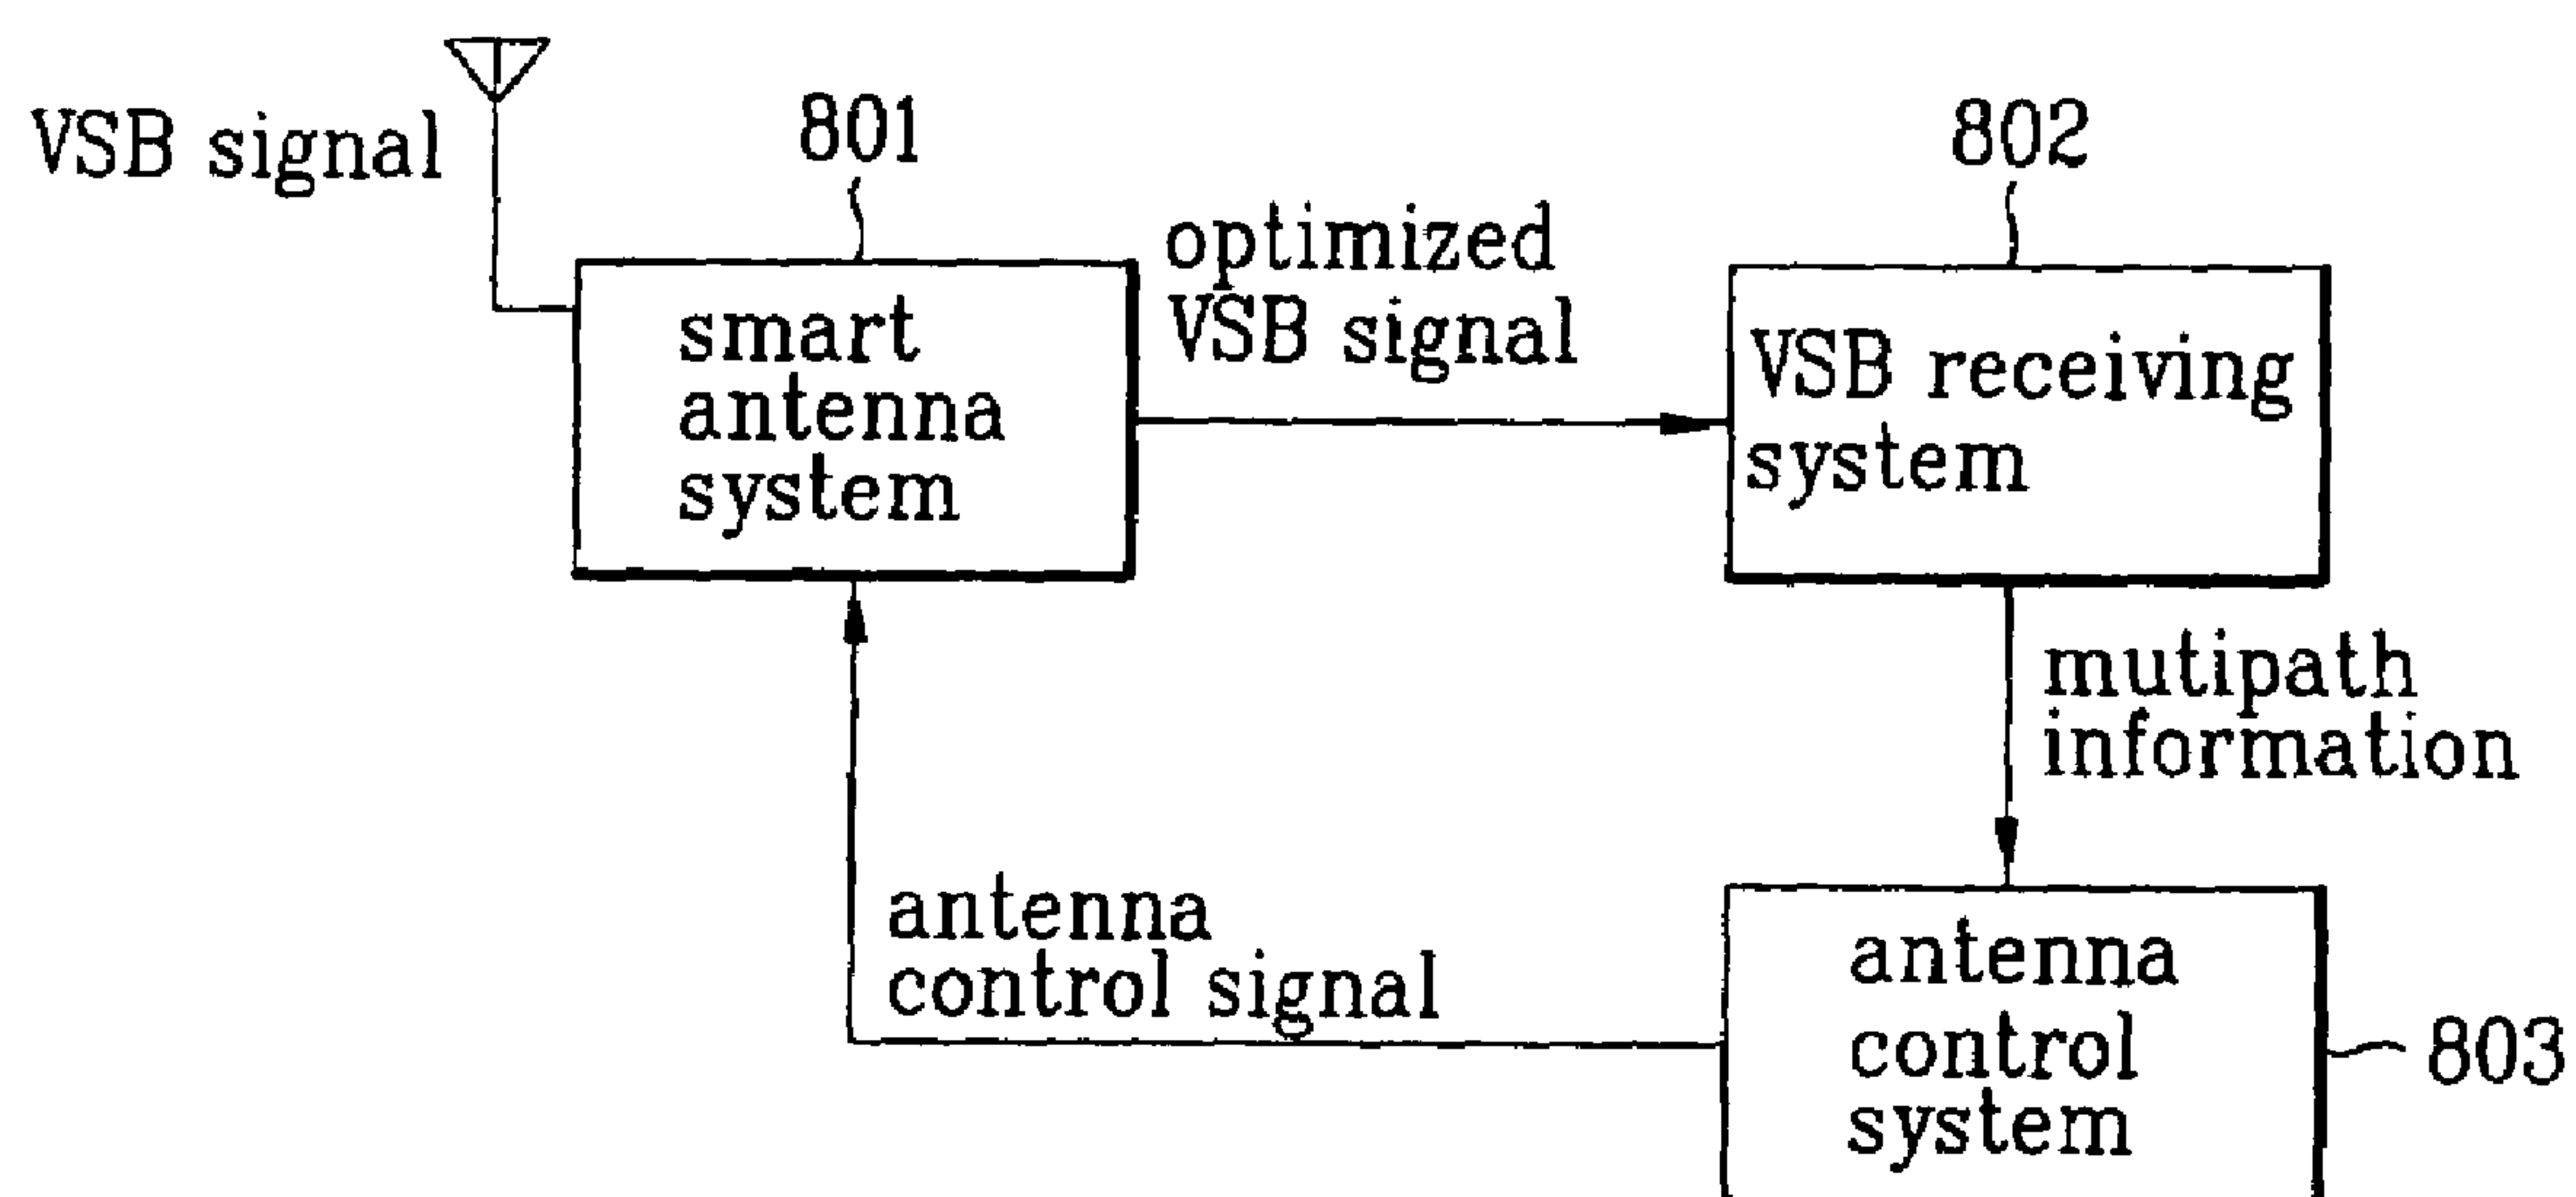 VSB signal
801
802
optimized
VSB signal
smart
antenna
system
VSB receiving
system
mutipath
information
antenna
control signal
antenna
control
system
803